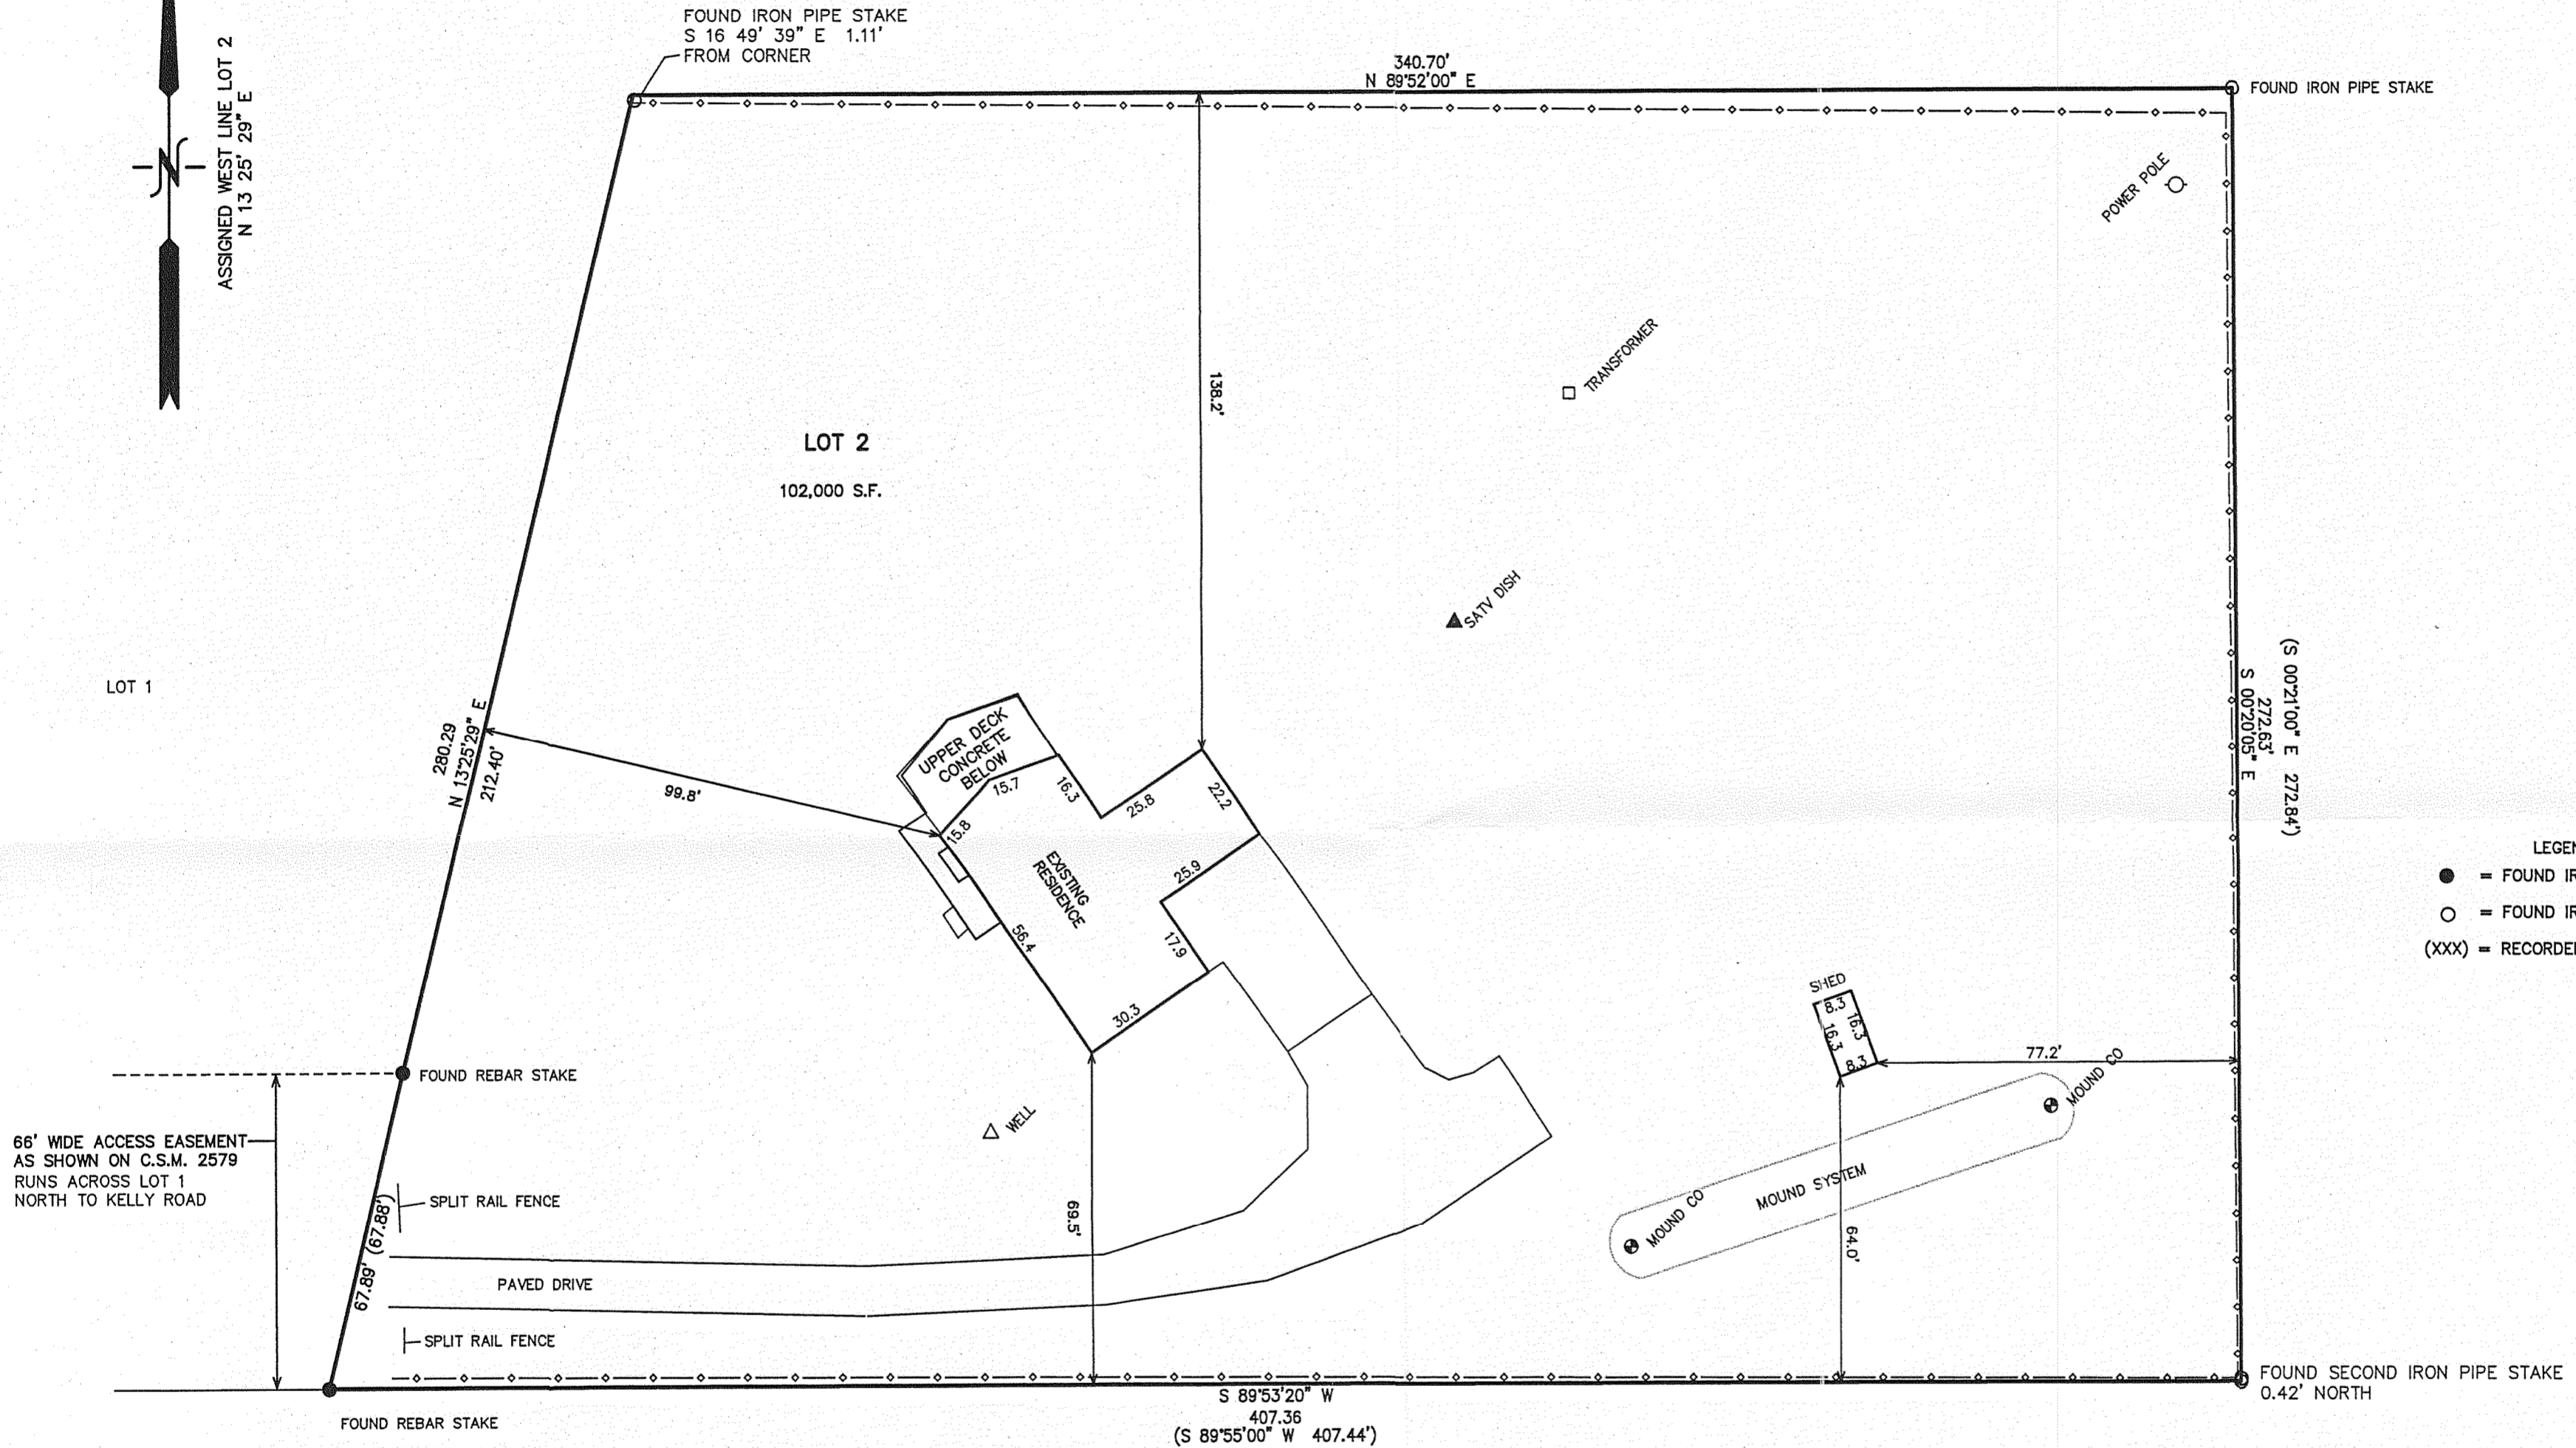 FOUND IRON PIPE STAKE
S 16 49' 39" E 1.11'
FROM CORNER
340.70'
N 89°52'00" E
FOUND IRON PIPE STAKE
ASSIGNED WEST LINE LOT 2
N 13 25' 29" E
N
POWER POLE
TRANSFORMER
138.2'
LOT 2
102,000 S.F.
SATV DISH
LOT 1
280.29
N 13°25'29" E
212.40'
99.8'
UPPER DECK
CONCRETE
BELOW
15.7
16.3
25.8
22.2
15.8
EXISTING
RESIDENCE
25.9
17.9
56.4
30.3
(S 00°21'00" E 272.84')
272.63'
S 00°20'05" E
LEGEN
= FOUND IR
= FOUND IR
(XXX) = RECORDE
SHED
8.3
16.3
16.3
8.3
77.2'
MOUND CO
MOUND SYSTEM
MOUND CO
64.0'
FOUND REBAR STAKE
WELL
66' WIDE ACCESS EASEMENT
AS SHOWN ON C.S.M. 2579
RUNS ACROSS LOT 1
NORTH TO KELLY ROAD
SPLIT RAIL FENCE
67.89' (67.88')
69.5'
PAVED DRIVE
SPLIT RAIL FENCE
FOUND SECOND IRON PIPE STAKE
0.42' NORTH
FOUND REBAR STAKE
S 89°53'20" W
407.36
(S 89°55'00" W 407.44')